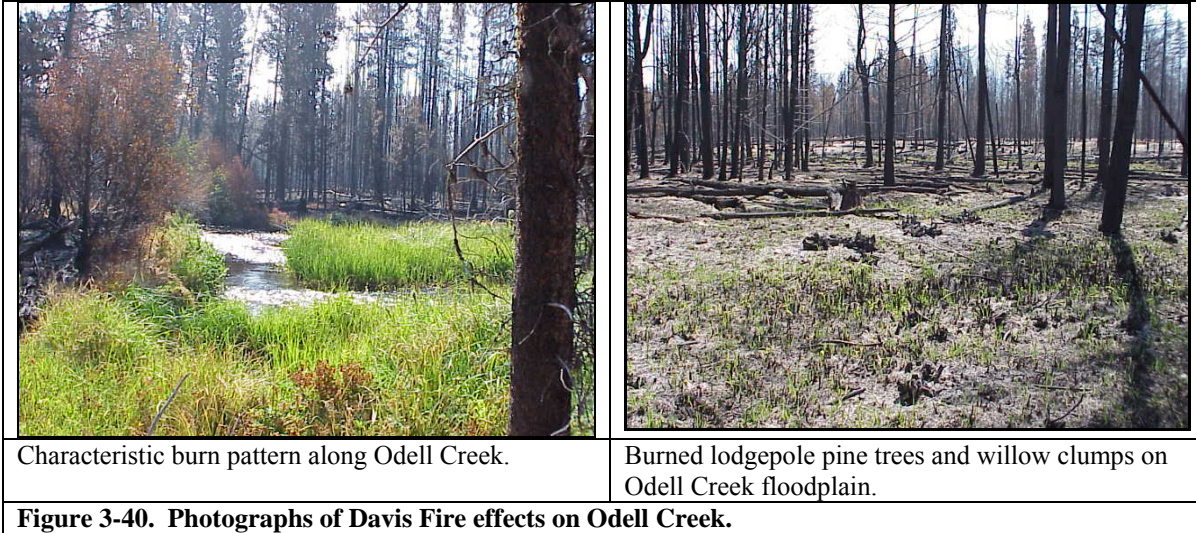 Characteristic burn pattern along Odell Creek.
Burned lodgepole pine trees and willow clumps on
Odell Creek floodplain.
Figure 3-40.  Photographs of Davis Fire effects on Odell Creek.